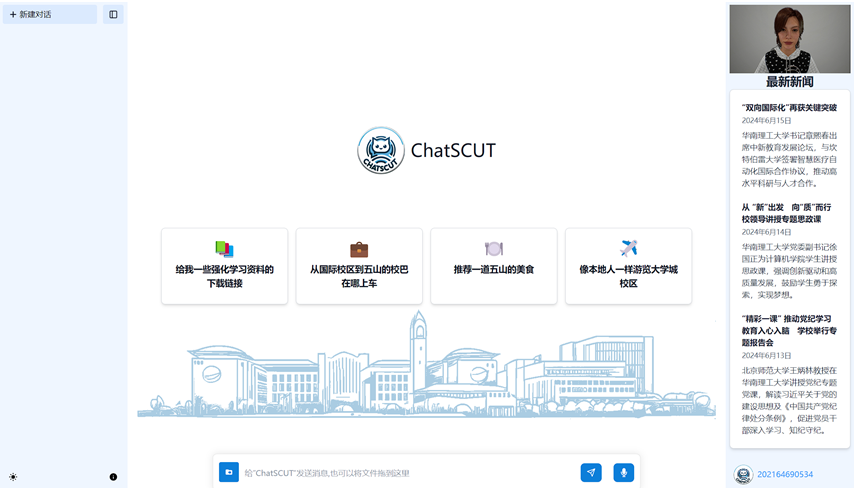 新建对话
CHATSCUT
ChatSCUT
给我一些强化学习资料的
下载链接
从国际校区到五山的校巴
在哪上车
推荐一道五山的美食
像本地人一样游览大学城
校区
给"ChatSCUT"发送消息,也可以将文件拖到这里
最新新闻
“双向国际化”再获关键突破
2024年6月15日
华南理工大学书记章熙春出
席中新教育发展论坛，与坎
特伯雷大学签署智慧医疗自
动化国际合作协议，推动高
水平科研与人才合作。
从 “新”出发　向“质”而行
校领导讲授专题思政课
2024年6月14日
华南理工大学党委副书记徐
国正为计算机学院学生讲授
思政课，强调创新驱动和高
质量发展，鼓励学生勇于探
索，实现梦想。
“精彩一课” 推动党纪学习
教育入心入脑　学校举行专
题报告会
2024年6月13日
北京师范大学王炳林教授在
华南理工大学讲授党纪专题
党课，解读习近平关于党的
建设思想及《中国共产党纪
律处分条例》，促进党员干
部深入学习、知纪守纪。
202164690534